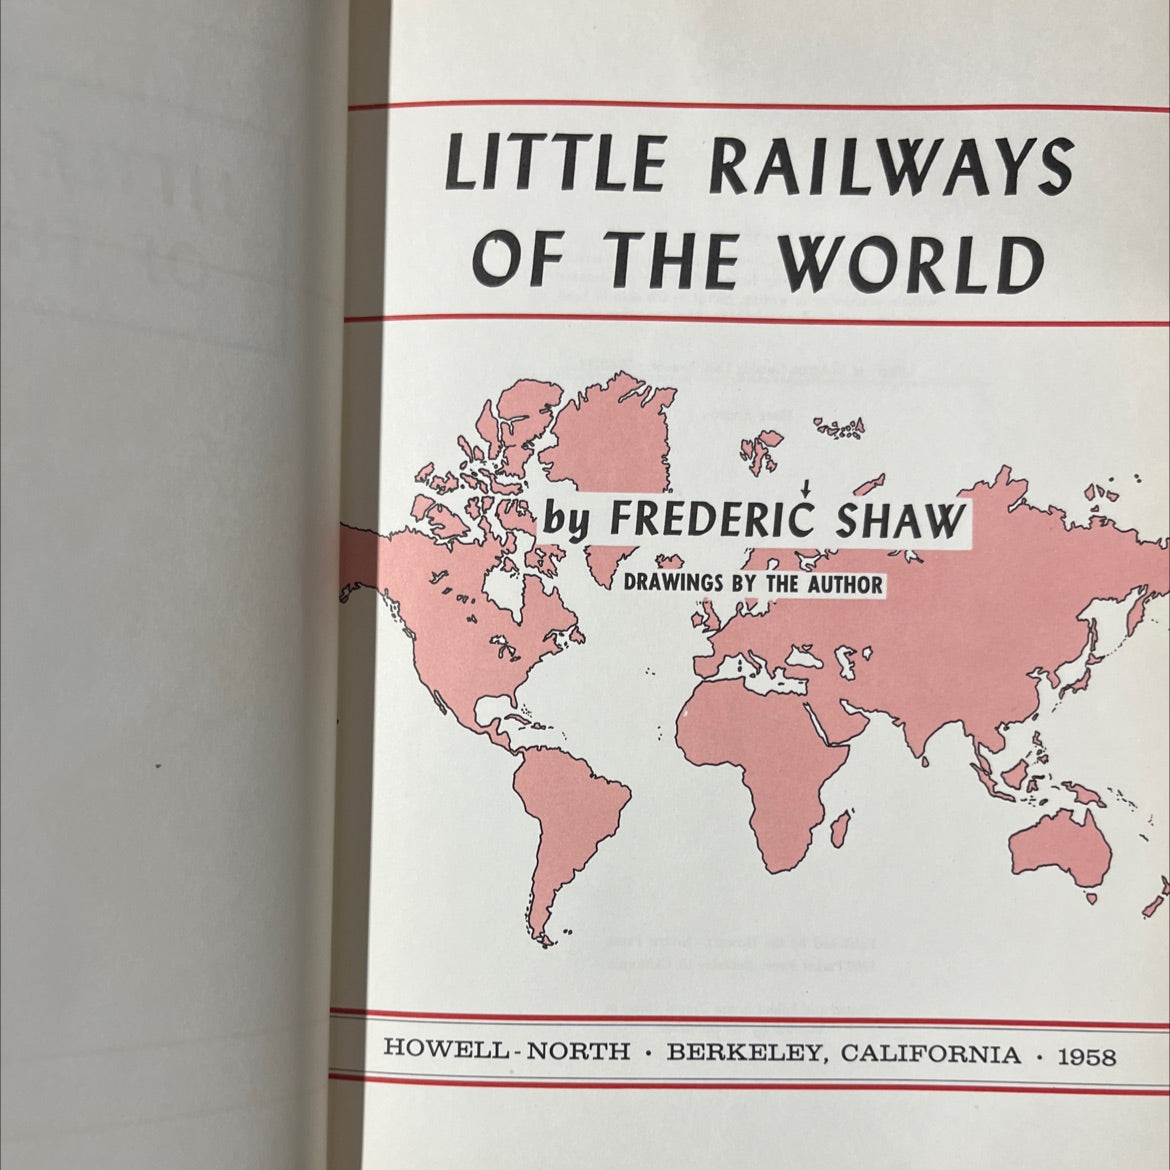 LITTLE RAILWAYS
OF THE WORLD
by FREDERIC SHAW
DRAWINGS BY THE AUTHOR
HOWELL-NORTH · BERKELEY, CALIFORNIA · 1958